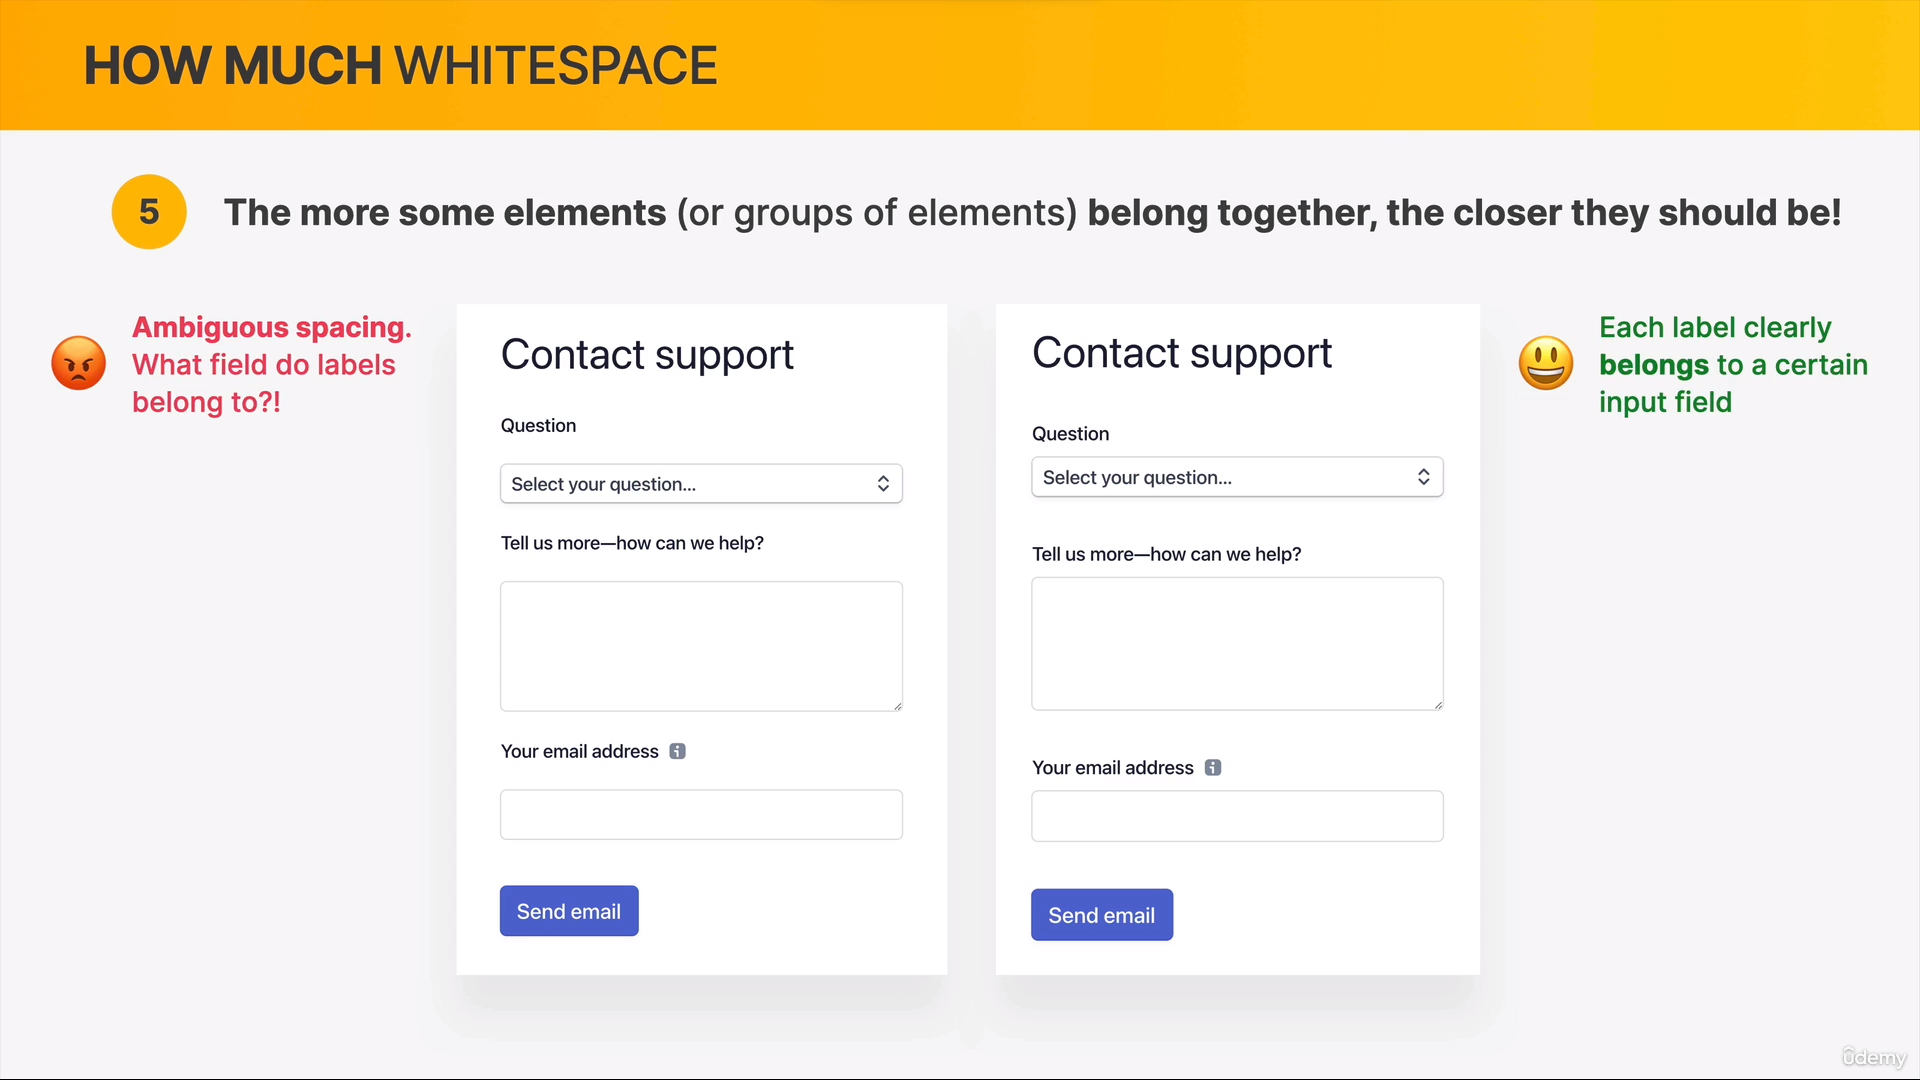 HOW MUCH WHITESPACE
5
The more some elements (or groups of elements) belong together, the closer they should be!
Ambiguous spacing.
What field do labels
belong to?!
Contact support
Question
Select your question...
Tell us more—how can we help?
Your email address
Send email
Contact support
Question
Select your question...
Tell us more—how can we help?
Your email address
Send email
Each label clearly
belongs to a certain
input field
ûdemy